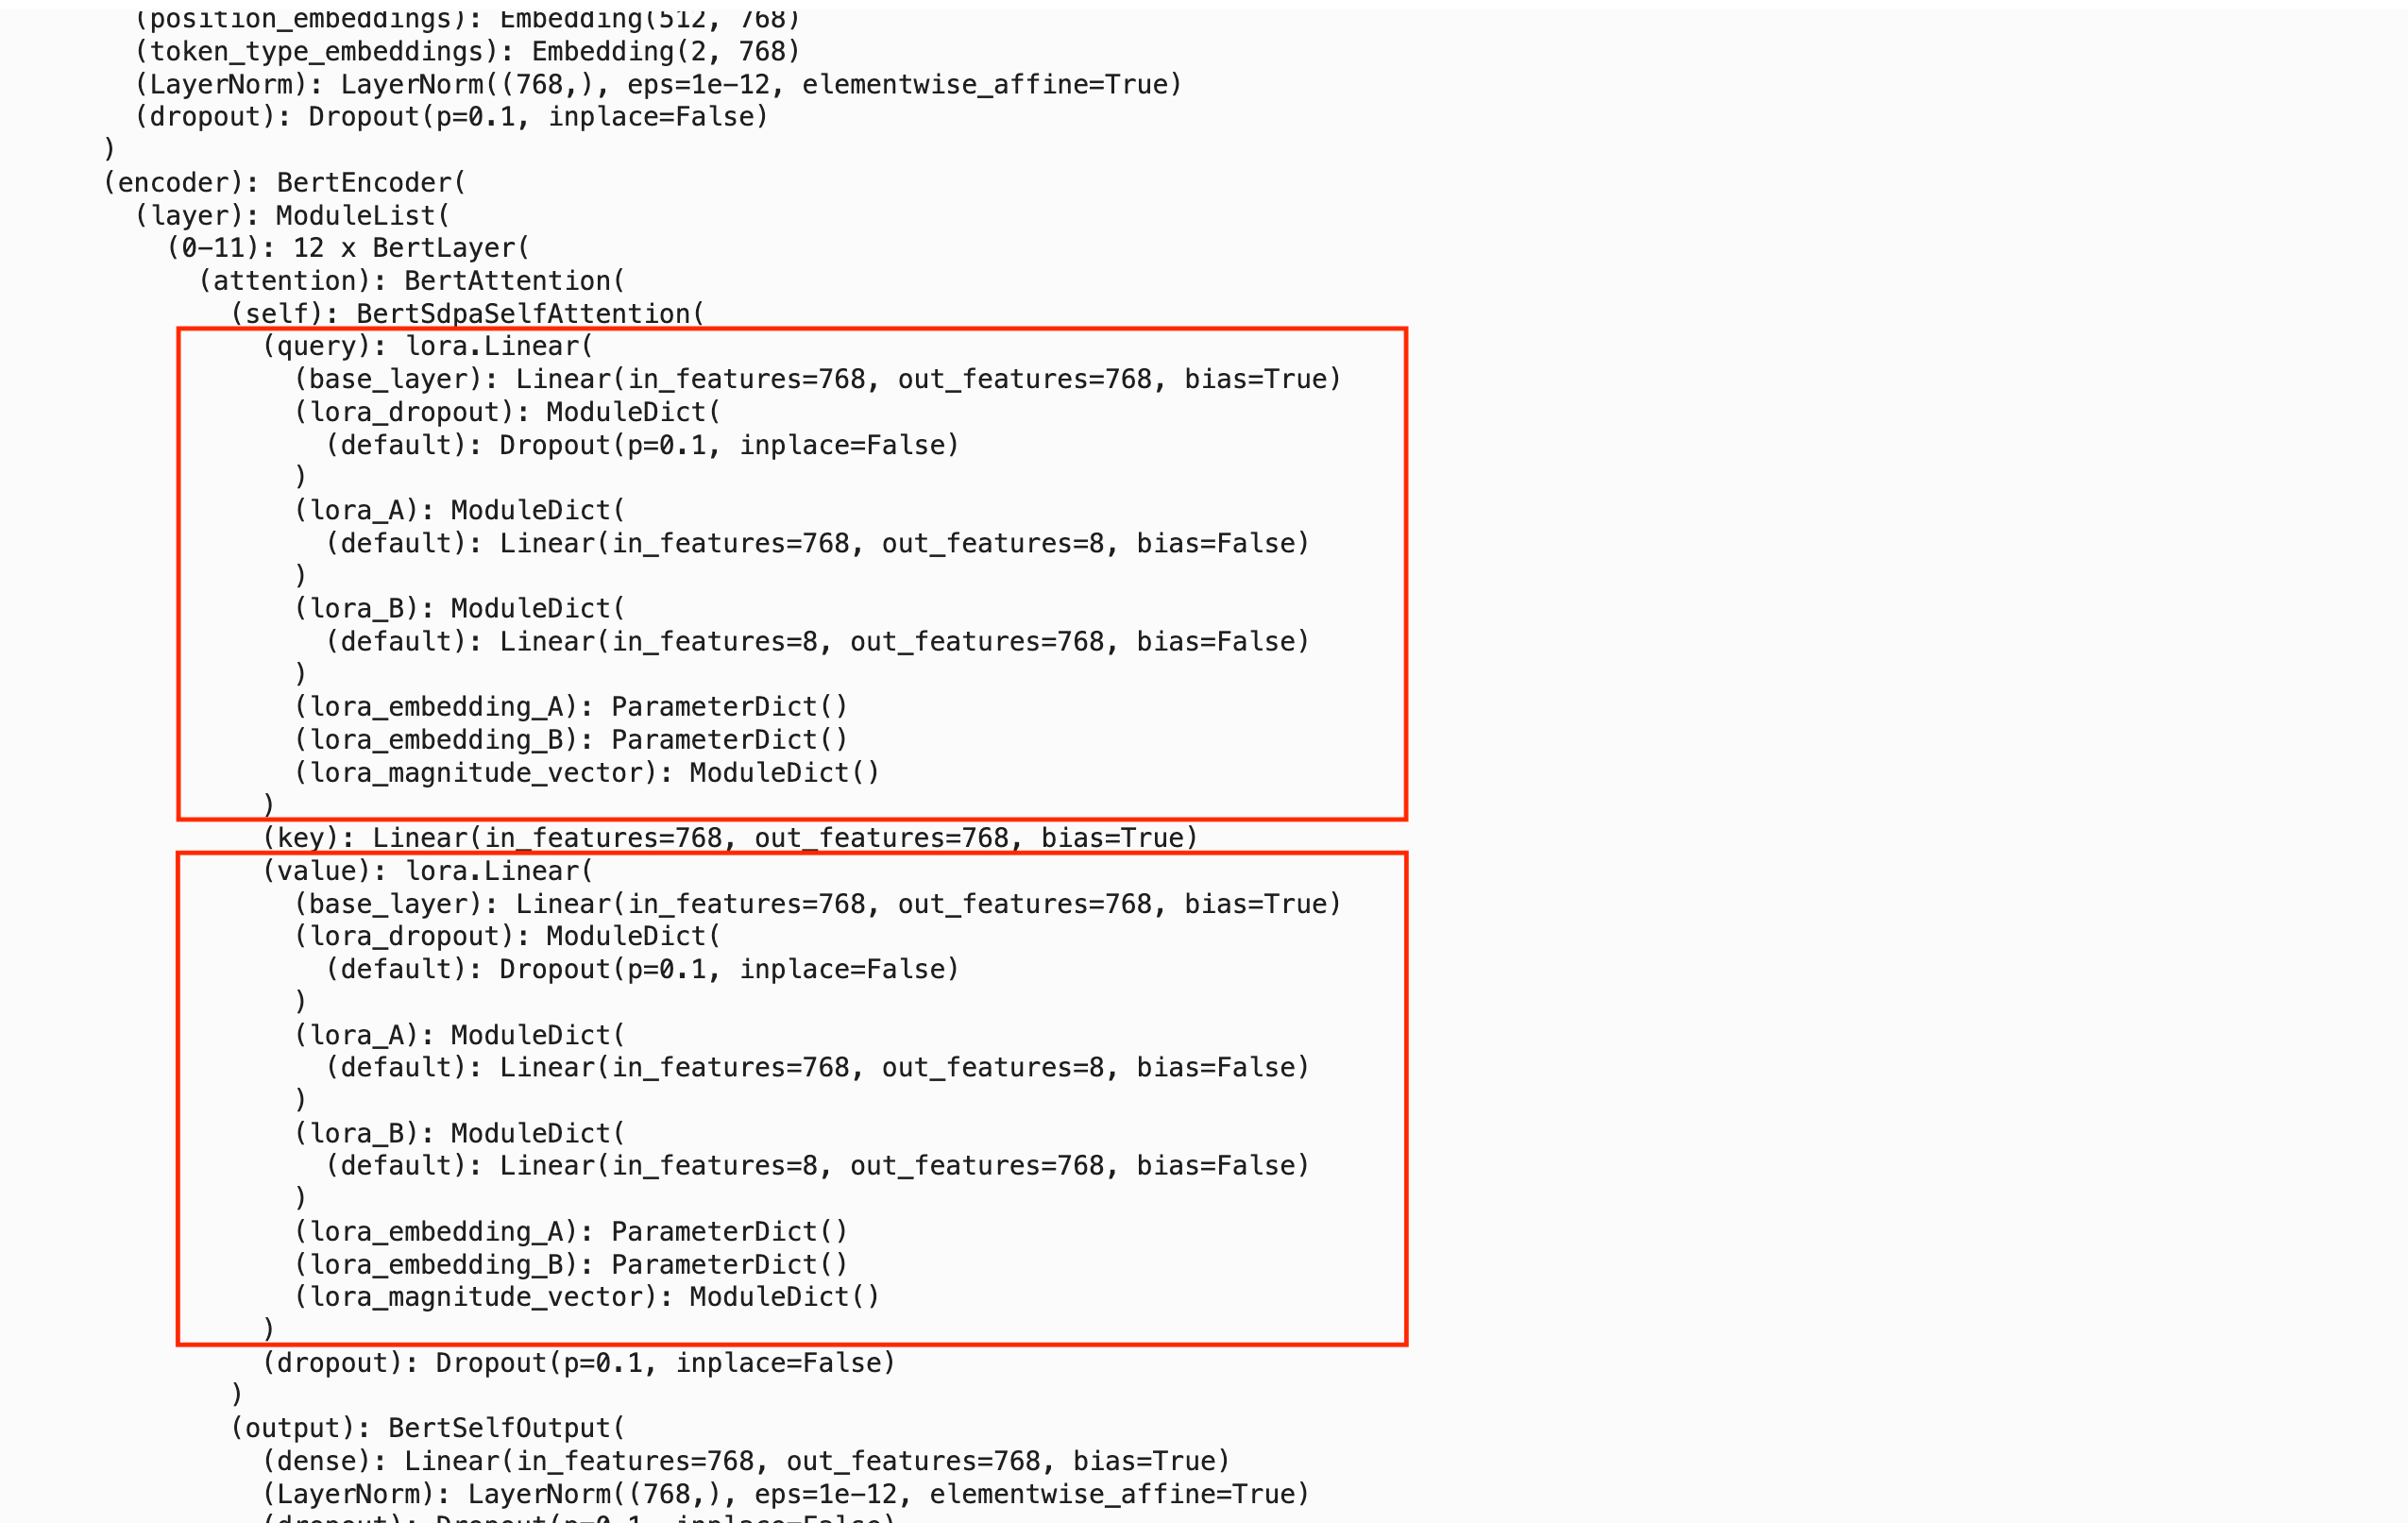 (position_embeddings): Embedding(512, 768)
(token_type_embeddings): Embedding(2, 768)
(LayerNorm): LayerNorm((768,), eps=1e-12, elementwise_affine=True)
(dropout): Dropout(p=0.1, inplace=False)
)
(encoder): BertEncoder(
(layer): ModuleList(
(0-11): 12 x BertLayer(
(attention): BertAttention(
(self): BertSdpaSelfAttention(
(query): lora.Linear(
(base_layer): Linear(in_features=768, out_features=768, bias=True)
(lora_dropout): ModuleDict(
(default): Dropout(p=0.1, inplace=False)
)
(lora_A): ModuleDict(
(default): Linear(in_features=768, out_features=8, bias=False)
)
(lora_B): ModuleDict(
(default): Linear(in_features=8, out_features=768, bias=False)
)
(lora_embedding_A): ParameterDict()
(lora_embedding_B): ParameterDict()
(lora_magnitude_vector): ModuleDict()
)
(key): Linear(in_features=768, out_features=768, bias=True)
(value): lora.Linear(
(base_layer): Linear(in_features=768, out_features=768, bias=True)
(lora_dropout): ModuleDict(
(default): Dropout(p=0.1, inplace=False)
)
(lora_A): ModuleDict(
(default): Linear(in_features=768, out_features=8, bias=False)
)
(lora_B): ModuleDict(
(default): Linear(in_features=8, out_features=768, bias=False)
)
(lora_embedding_A): ParameterDict()
(lora_embedding_B): ParameterDict()
(lora_magnitude_vector): ModuleDict()
)
(dropout): Dropout(p=0.1, inplace=False)
)
(output): BertSelfOutput(
(dense): Linear(in_features=768, out_features=768, bias=True)
(LayerNorm): LayerNorm((768,), eps=1e-12, elementwise_affine=True)
(dropout): Dropout(p=0.1, inplace=False)